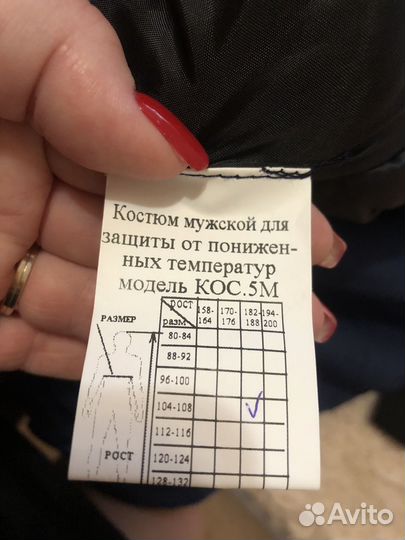 Костюм мужской для
защиты от понижен-
ных температур
модель КОС.5М
РАЗМЕР
РОСТ
разм
158-164
170-176
182-188
194-200
80-84
88-92
96-100
104-108
112-116
120-124
128-132
РОСТ
Avito